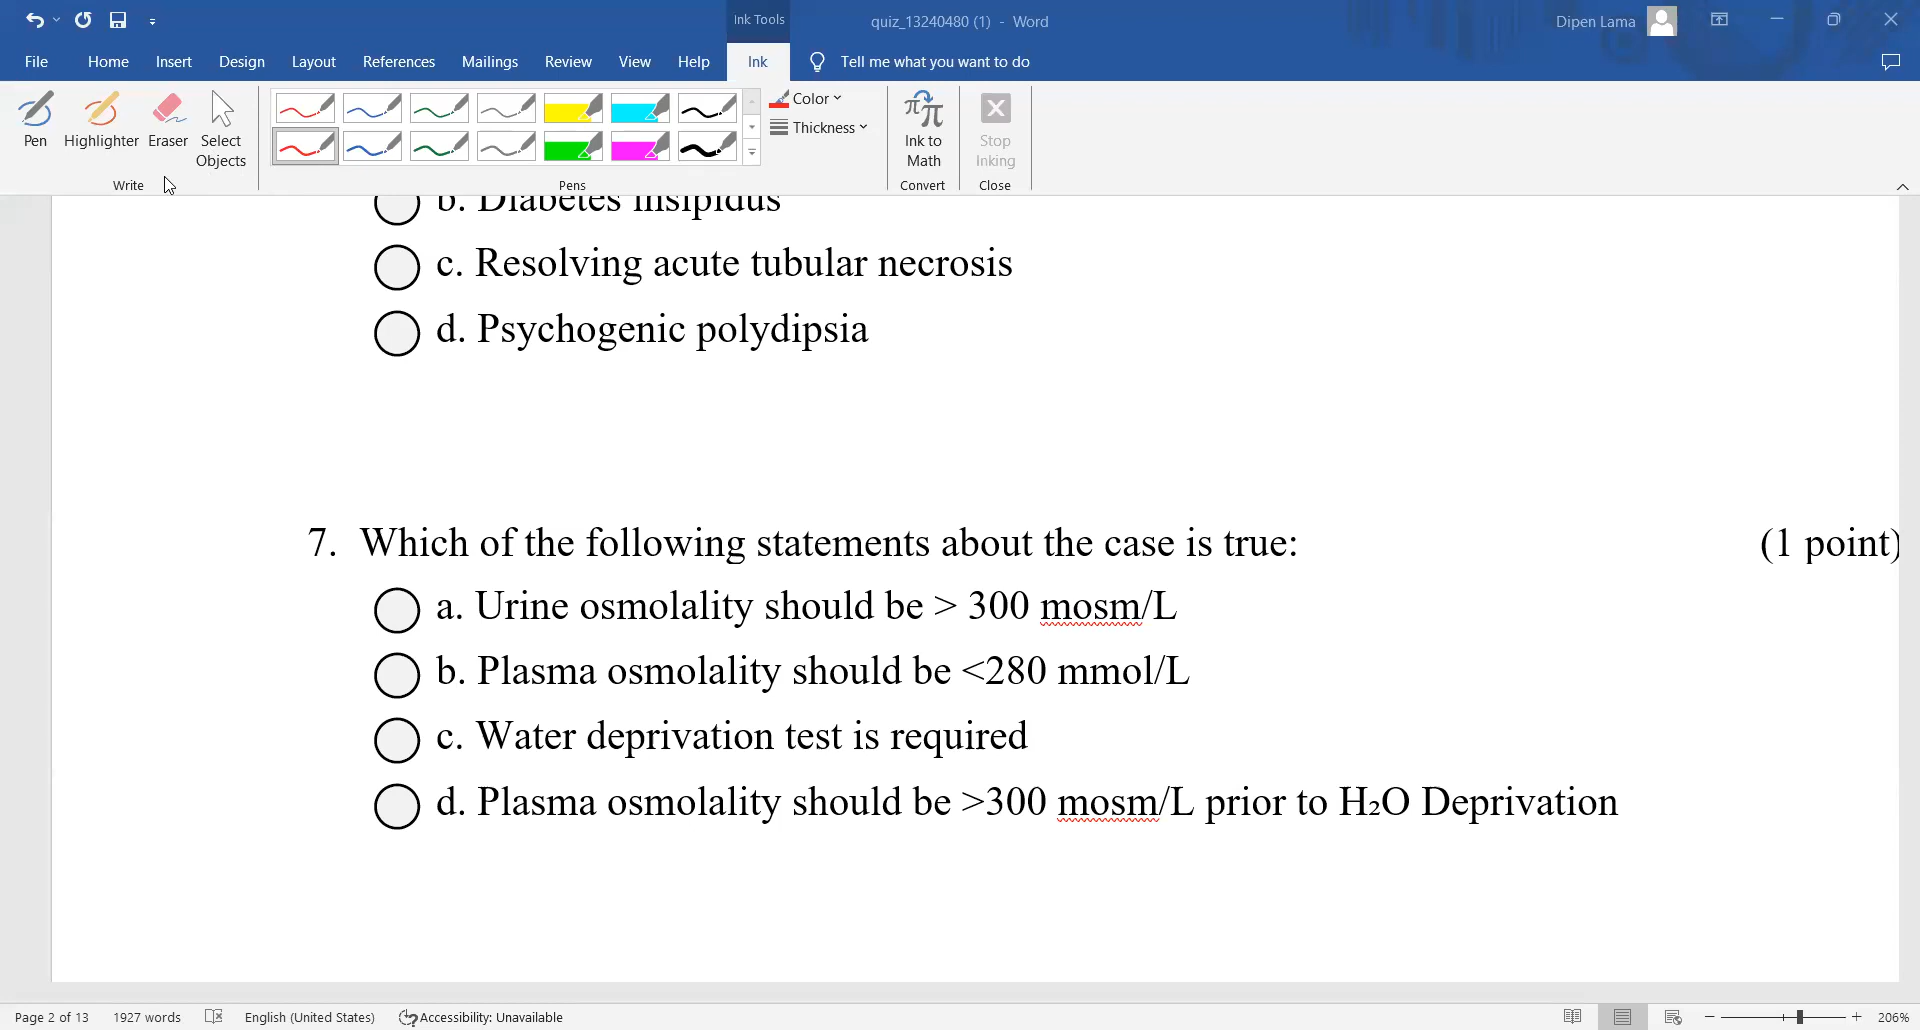 Ink Tools
quiz_13240480 (1) - Word
Dipen Lama
File Home Insert Design Layout References Mailings Review View Help Ink Tell me what you want to do
Pen Highlighter Eraser Select Objects
Write
Pens
Color
Thickness
Ink to Math
Convert
Stop Inking
Close
b. Diabetes insipidus
c. Resolving acute tubular necrosis
d. Psychogenic polydipsia
7. Which of the following statements about the case is true: (1 point)
a. Urine osmolality should be > 300 mosm/L
b. Plasma osmolality should be <280 mmol/L
c. Water deprivation test is required
d. Plasma osmolality should be >300 mosm/L prior to H₂O Deprivation
Page 2 of 13 1927 words English (United States) Accessibility: Unavailable 206%